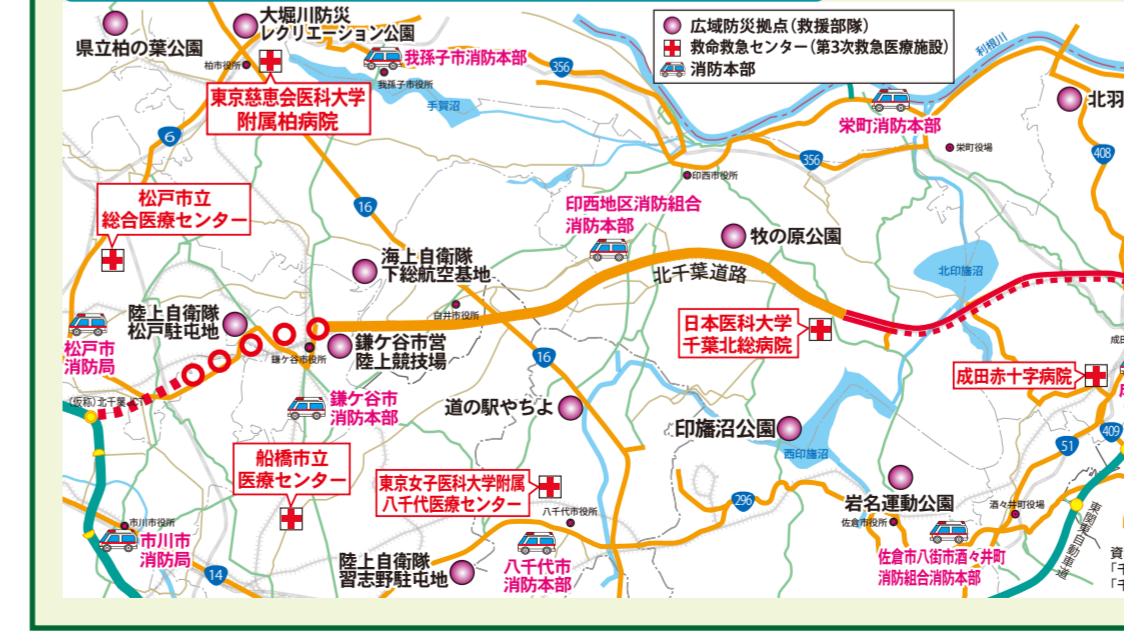 広域防災拠点（救援部隊）
救命救急センター（第3次救急医療施設）
消防本部
県立柏の葉公園
大堀川防災
レクリエーション公園
柏市役所
我孫子市消防本部
我孫子市役所
手賀沼
356
利根川
北羽
東京慈恵会医科大学
附属柏病院
6
栄町消防本部
栄町役場
356
408
印西市役所
松戸市立
総合医療センター
16
印西地区消防組合
消防本部
牧の原公園
海上自衛隊
下総航空基地
北千葉道路
北印旛沼
白井市役所
陸上自衛隊
松戸駐屯地
松戸市
消防局
鎌ケ谷市役所
鎌ケ谷市営
陸上競技場
日本医科大学
千葉北総病院
16
成田赤十字病院
（仮称）北千葉JCT
鎌ケ谷市
消防本部
道の駅やちよ
印旛沼公園
西印旛沼
51
409
船橋市立
医療センター
東京女子医科大学附属
八千代医療センター
296
岩名運動公園
佐倉市役所
酒々井町役場
東関東自動車道
市川市役所
市川市
消防局
八千代市役所
14
陸上自衛隊
習志野駐屯地
八千代市
消防本部
佐倉市八街市酒々井町
消防組合消防本部
資
「千
「千